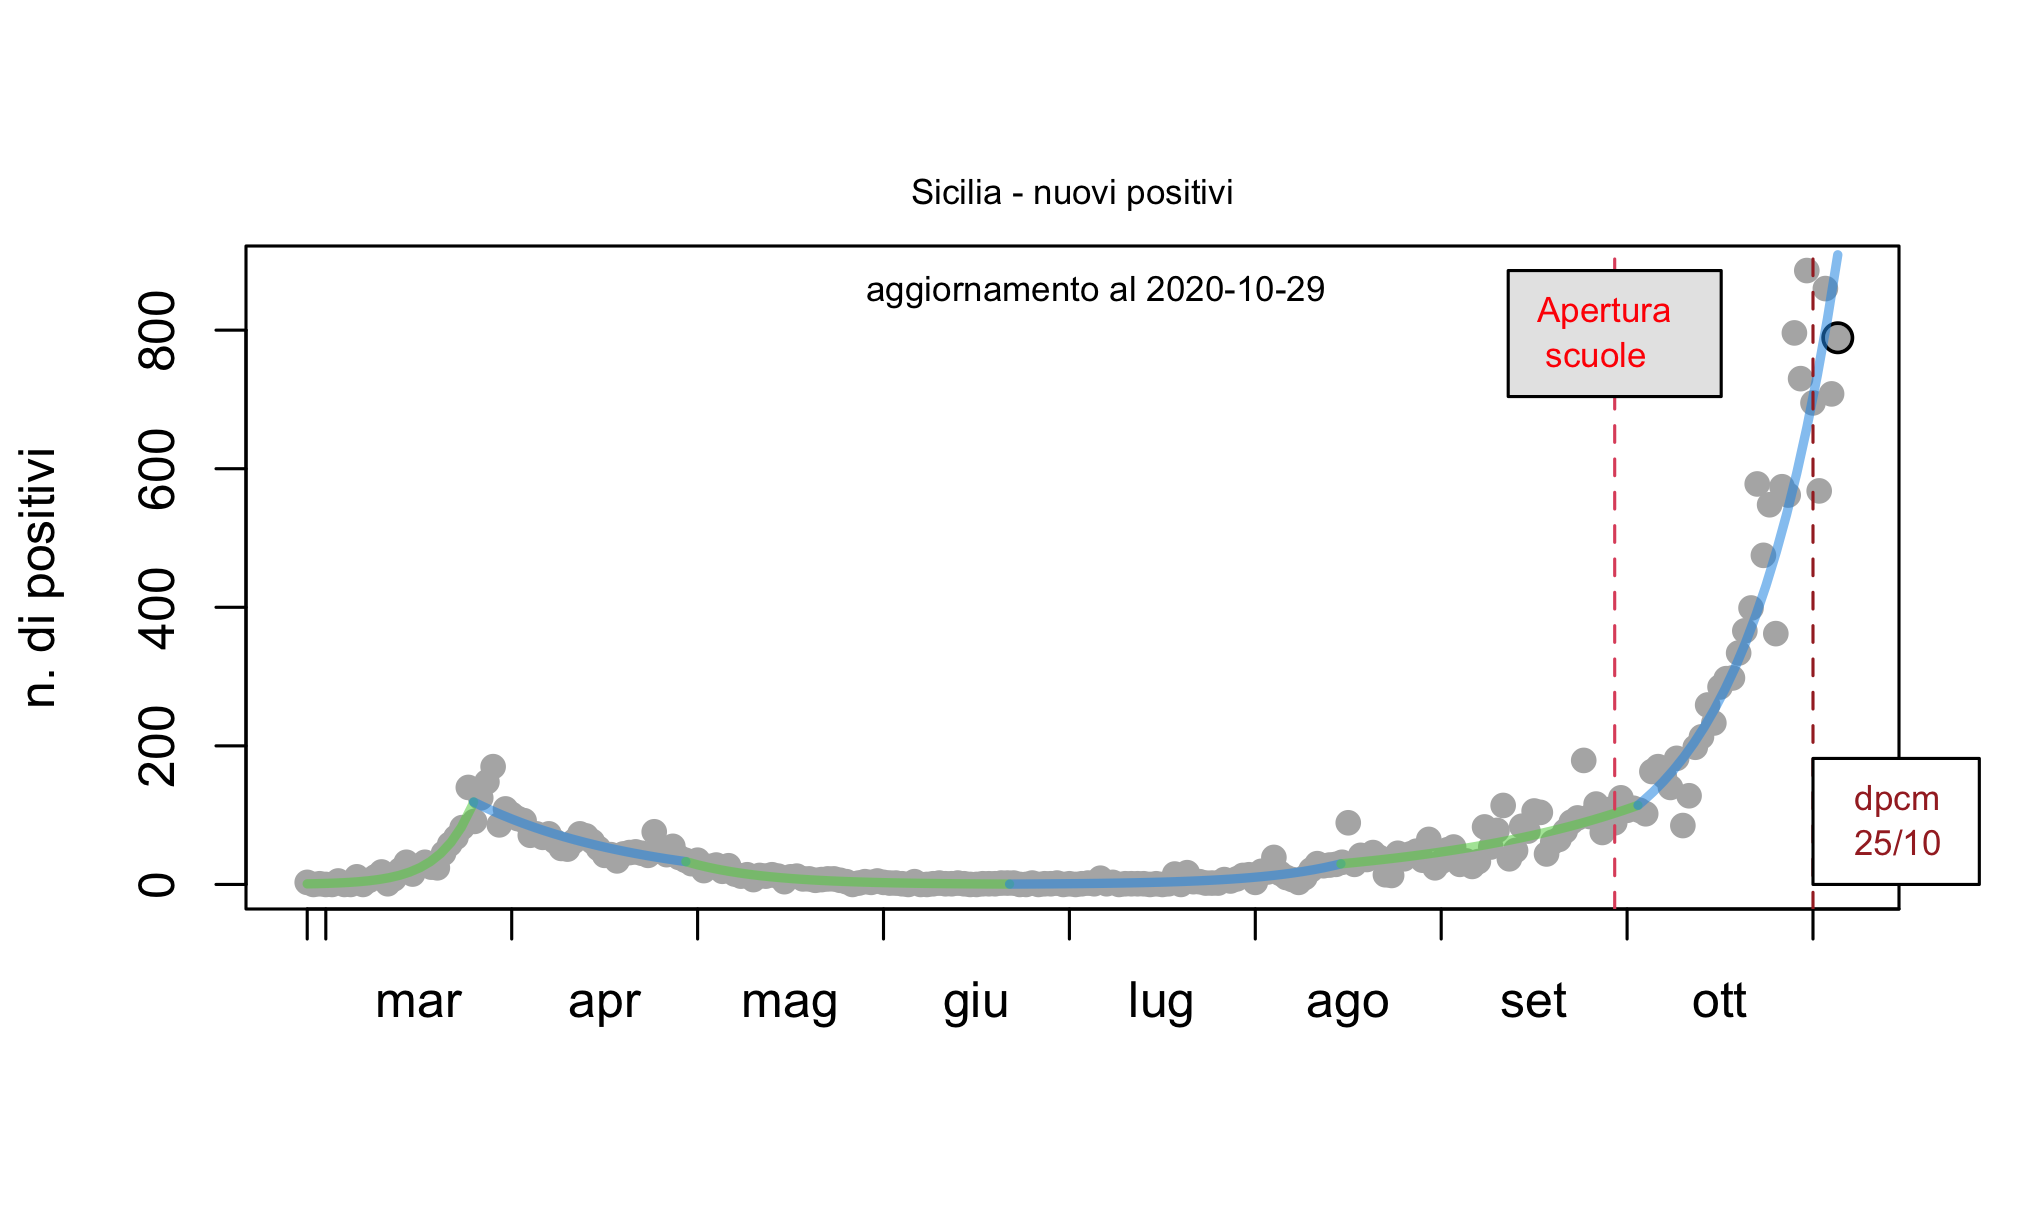 Sicilia - nuovi positivi
aggiornamento al 2020-10-29
Apertura
scuole
dpcm
25/10
n. di positivi
800
600
400
200
0
mar apr mag giu lug ago set ott